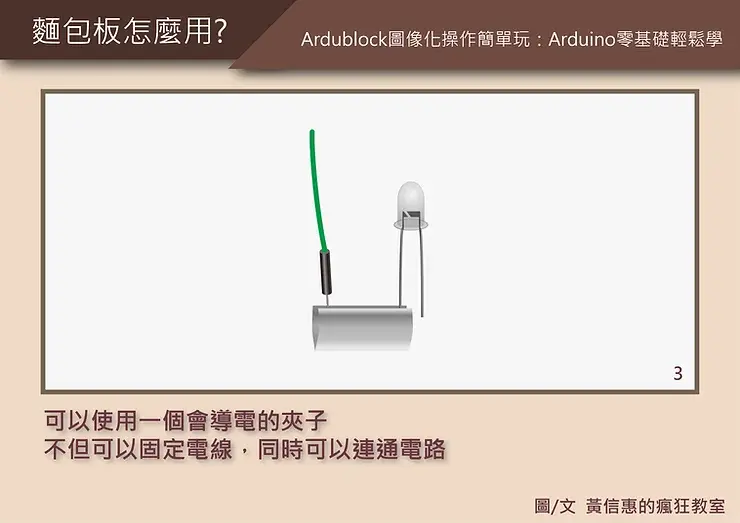 麵包板怎麼用?
Ardublock圖像化操作簡單玩：Arduino零基礎輕鬆學
3
可以使用一個會導電的夾子
不但可以固定電線，同時可以連通電路
圖/文 黃信惠的瘋狂教室